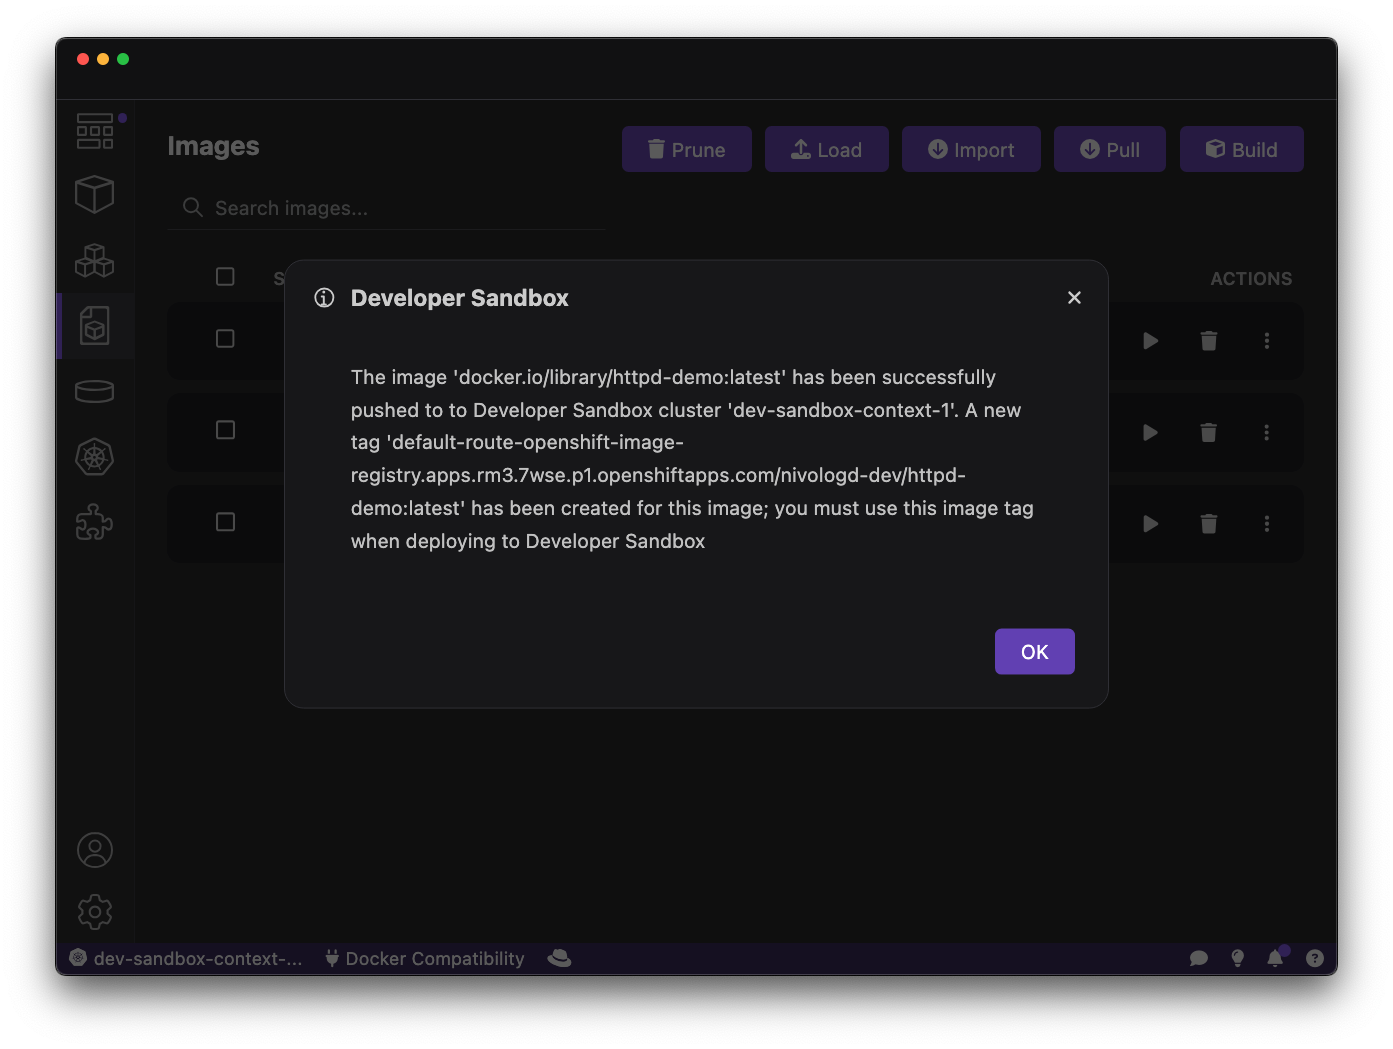 Images
Prune
Load
Import
Pull
Build
Search images...
S
ACTIONS
Developer Sandbox
The image 'docker.io/library/httpd-demo:latest' has been successfully
pushed to to Developer Sandbox cluster 'dev-sandbox-context-1'. A new
tag 'default-route-openshift-image-
registry.apps.rm3.7wse.p1.openshiftapps.com/nivologd-dev/httpd-
demo:latest' has been created for this image; you must use this image tag
when deploying to Developer Sandbox
OK
dev-sandbox-context-...
Docker Compatibility